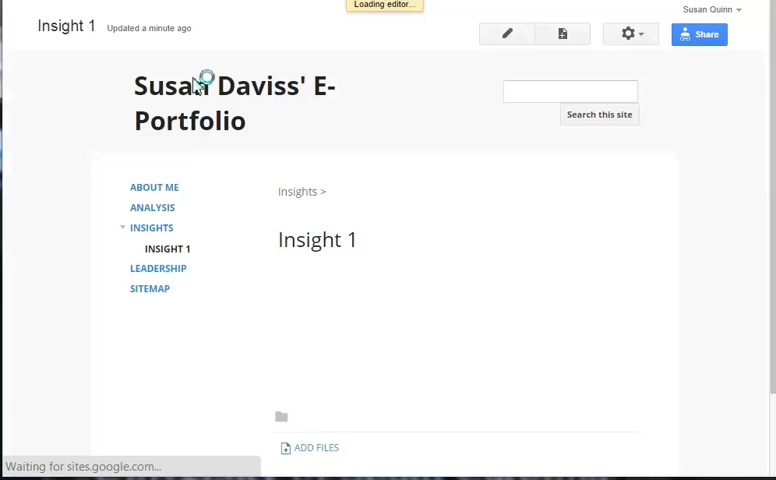 Loading editor...
Susan Quinn
Insight 1 Updated a minute ago
Share
Susan Daviss' E-
Portfolio
Search this site
ABOUT ME
ANALYSIS
INSIGHTS
INSIGHT 1
LEADERSHIP
SITEMAP
Insights >
Insight 1
ADD FILES
Waiting for sites.google.com...